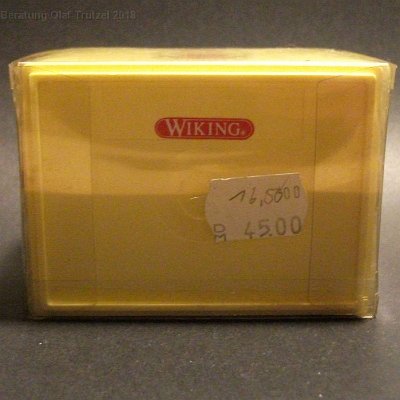 Beratung Olaf Trutzel 2018
WIKING®
16,50
DM 45.00